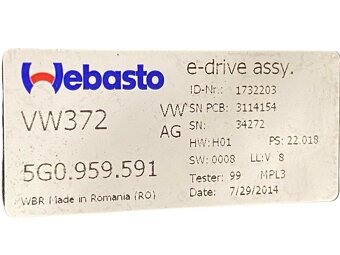 Webasto e-drive assy.
ID-Nr.: 1732203
VW372 VW AG SN PCB: 3114154
SN: 34272
HW: H01 PS: 22.018
5G0.959.591 SW: 0008 LL:V 8
Tester: 99 MPL3
WBR Made in Romania (RO) Date: 7/29/2014